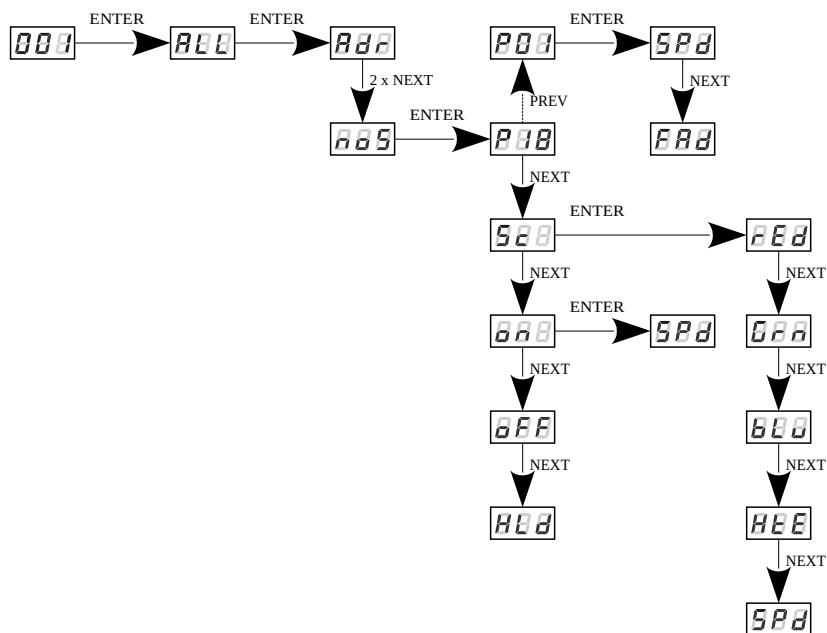 ENTER ENTER ENTER
001 ALL Adr P01 SPd
2 x NEXT NEXT
PREV
ENTER
noS P18 FAd
NEXT
ENTER
Sc rEd
NEXT NEXT
ENTER
on SPd Grn
NEXT NEXT
oFF bLu
NEXT NEXT
HLd HtE
NEXT
SPd